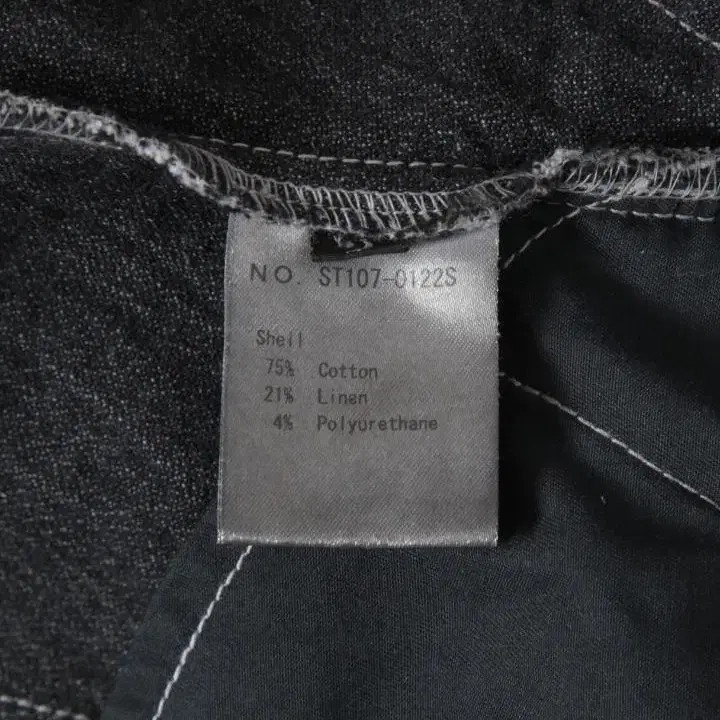 NO. ST107-0122S
Shell
75% Cotton
21% Linen
4% Polyurethane